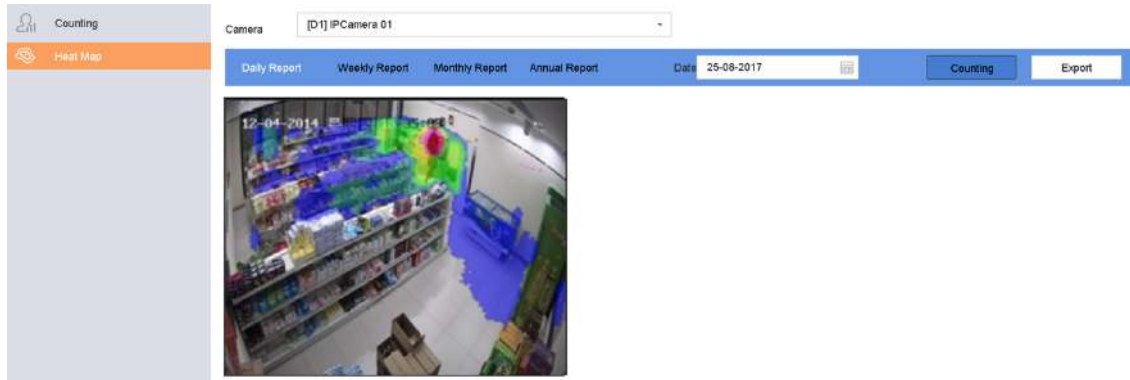 Counting
Heat Map
Camera
[D1] IPCamera 01
Daily Report
Weekly Report
Monthly Report
Annual Report
Date
25-08-2017
Counting
Export
12-04-2014